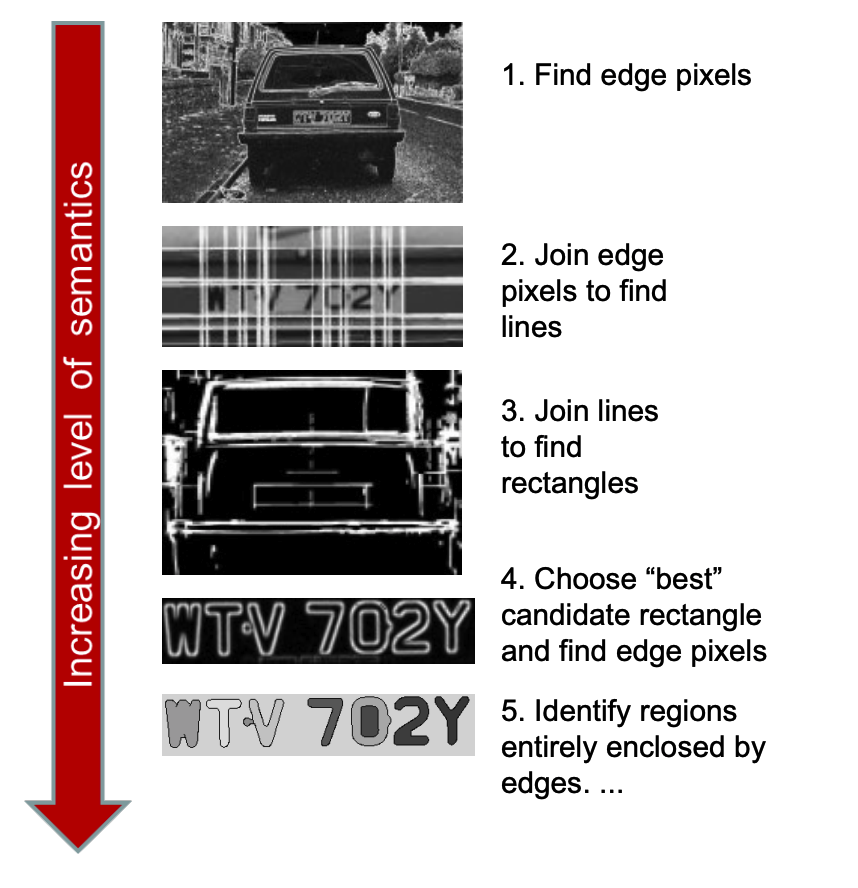 Increasing level of semantics
1. Find edge pixels
WTV 702Y
2. Join edge
pixels to find
lines
WTV 702Y
3. Join lines
to find
rectangles
4. Choose “best”
candidate rectangle
and find edge pixels
WT·V 702Y
5. Identify regions
entirely enclosed by
edges. ...
WT·V 702Y